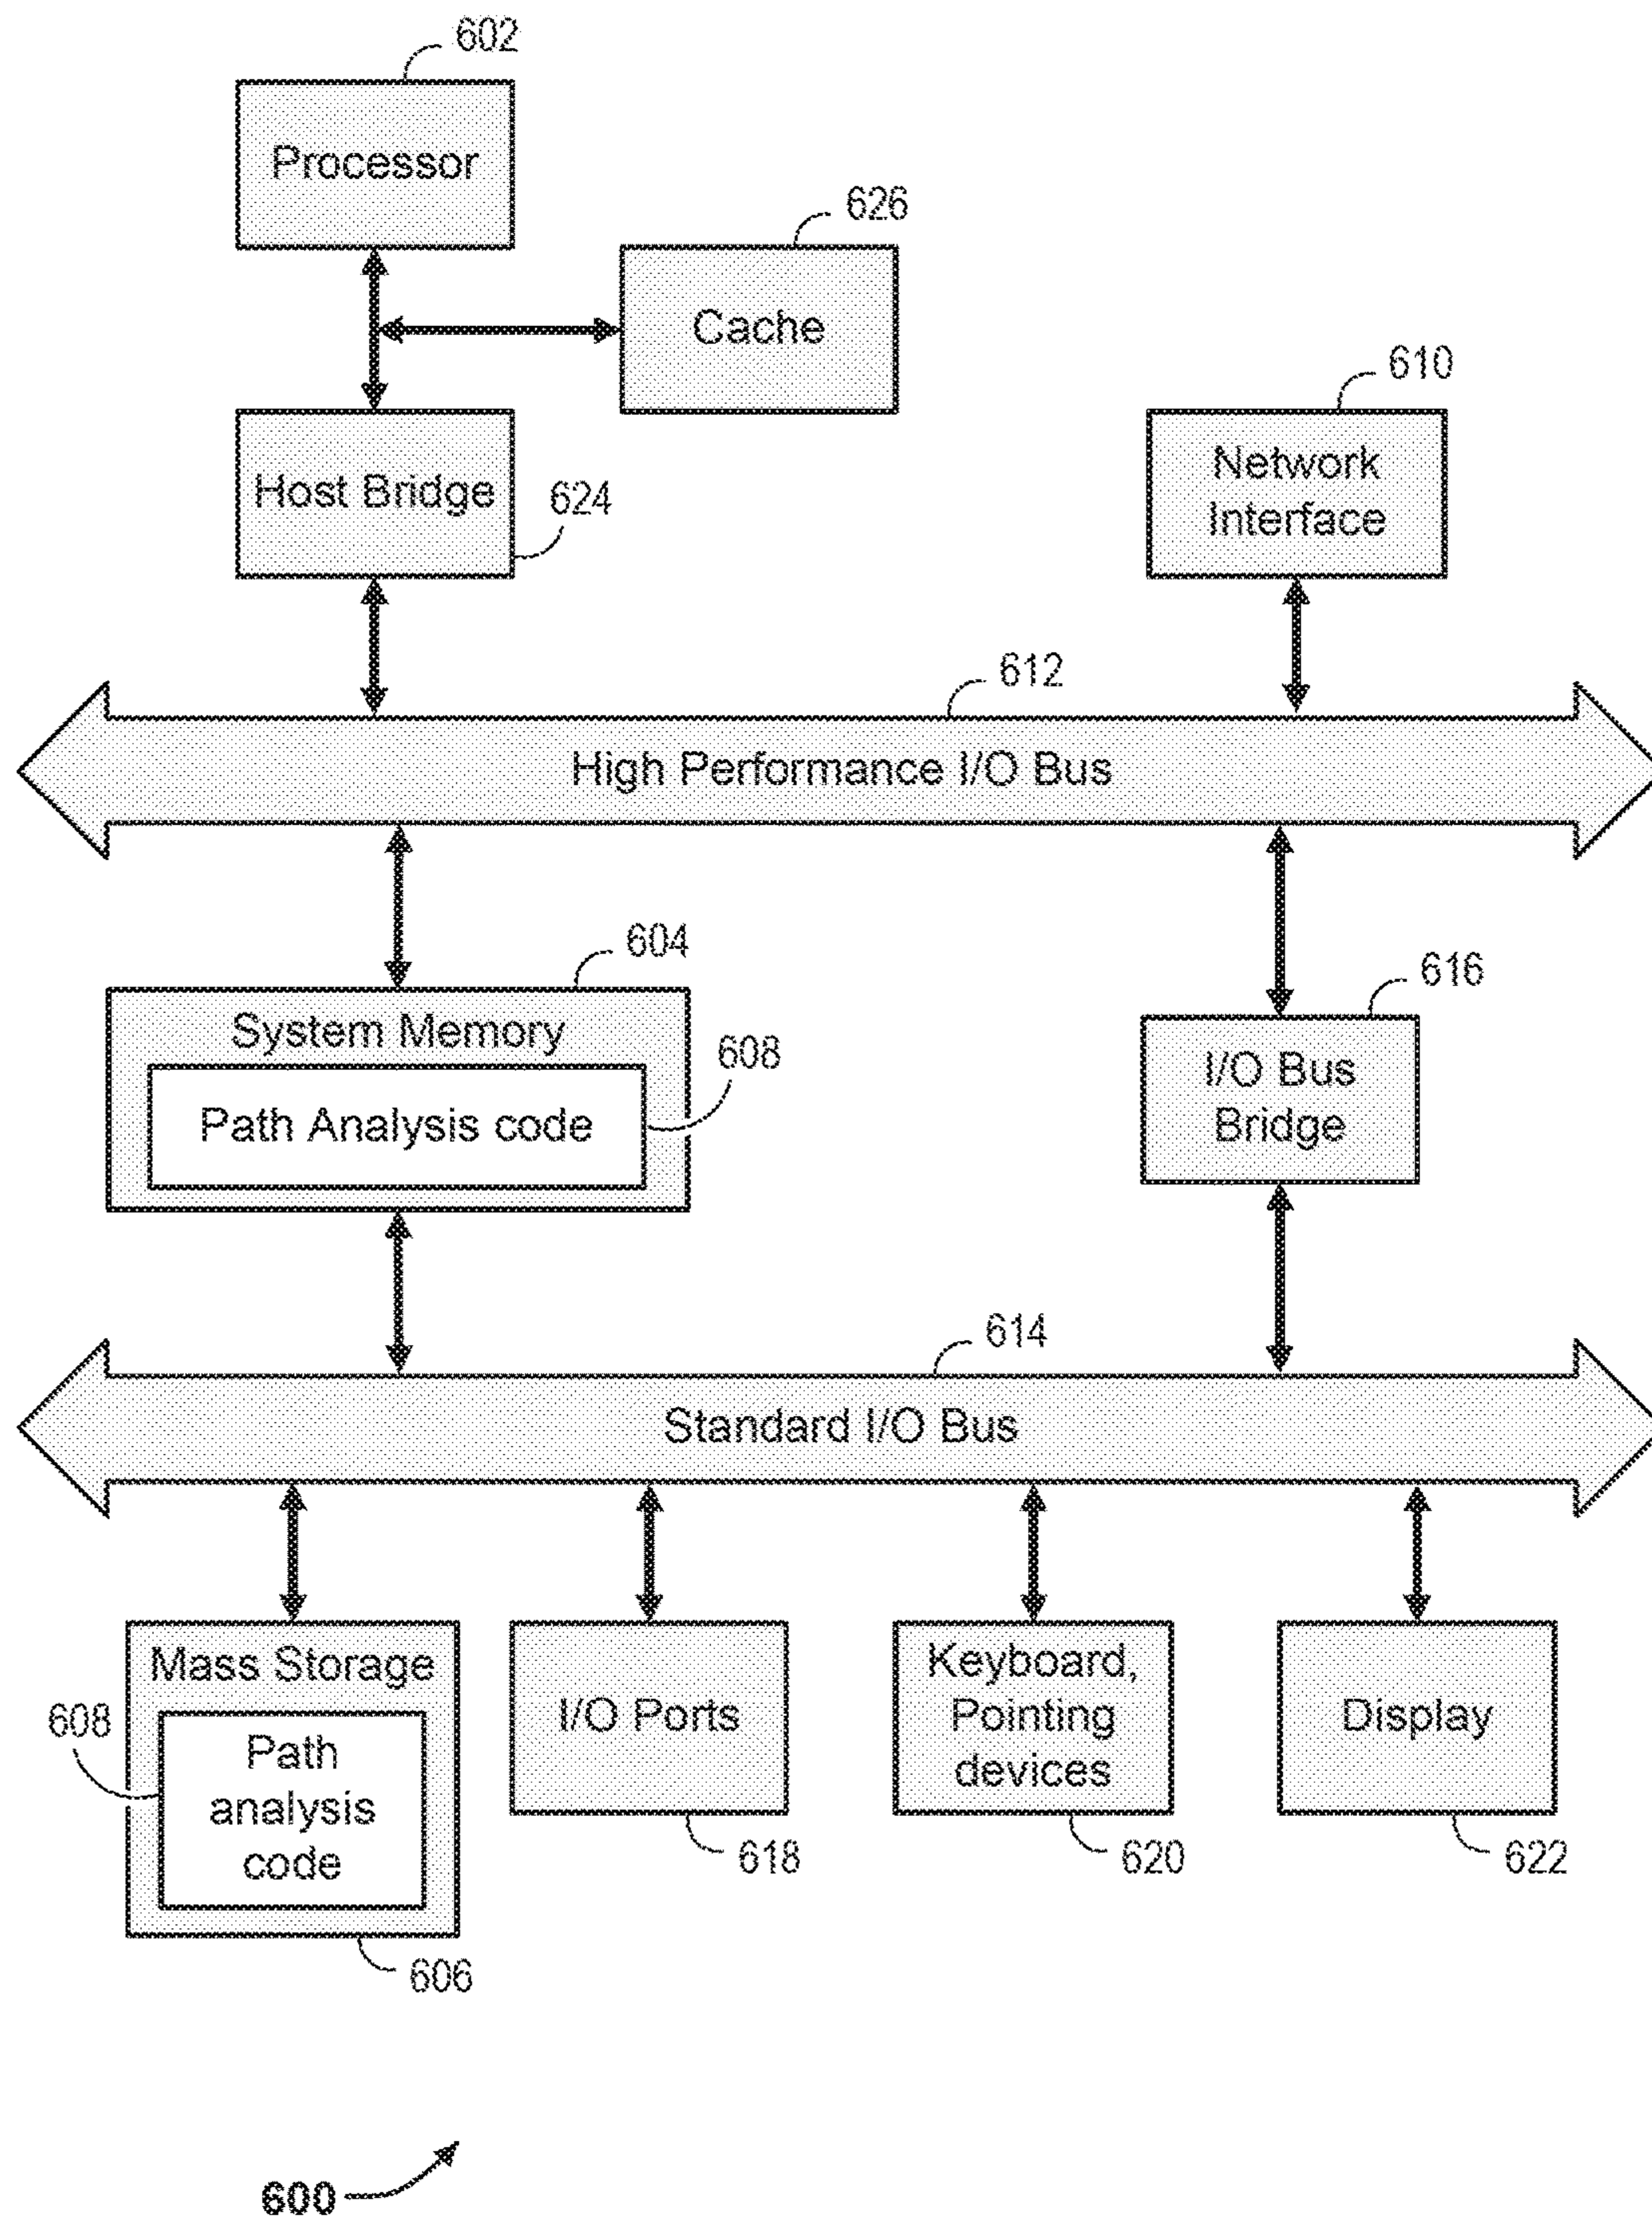 602
Processor
626
Cache
610
Host Bridge
624
Network
Interface
612
High Performance I/O Bus
604
616
System Memory
608
Path Analysis code
I/O Bus
Bridge
614
Standard I/O Bus
Mass Storage
608
Path
analysis
code
606
I/O Ports
618
Keyboard,
Pointing
devices
620
Display
622
600